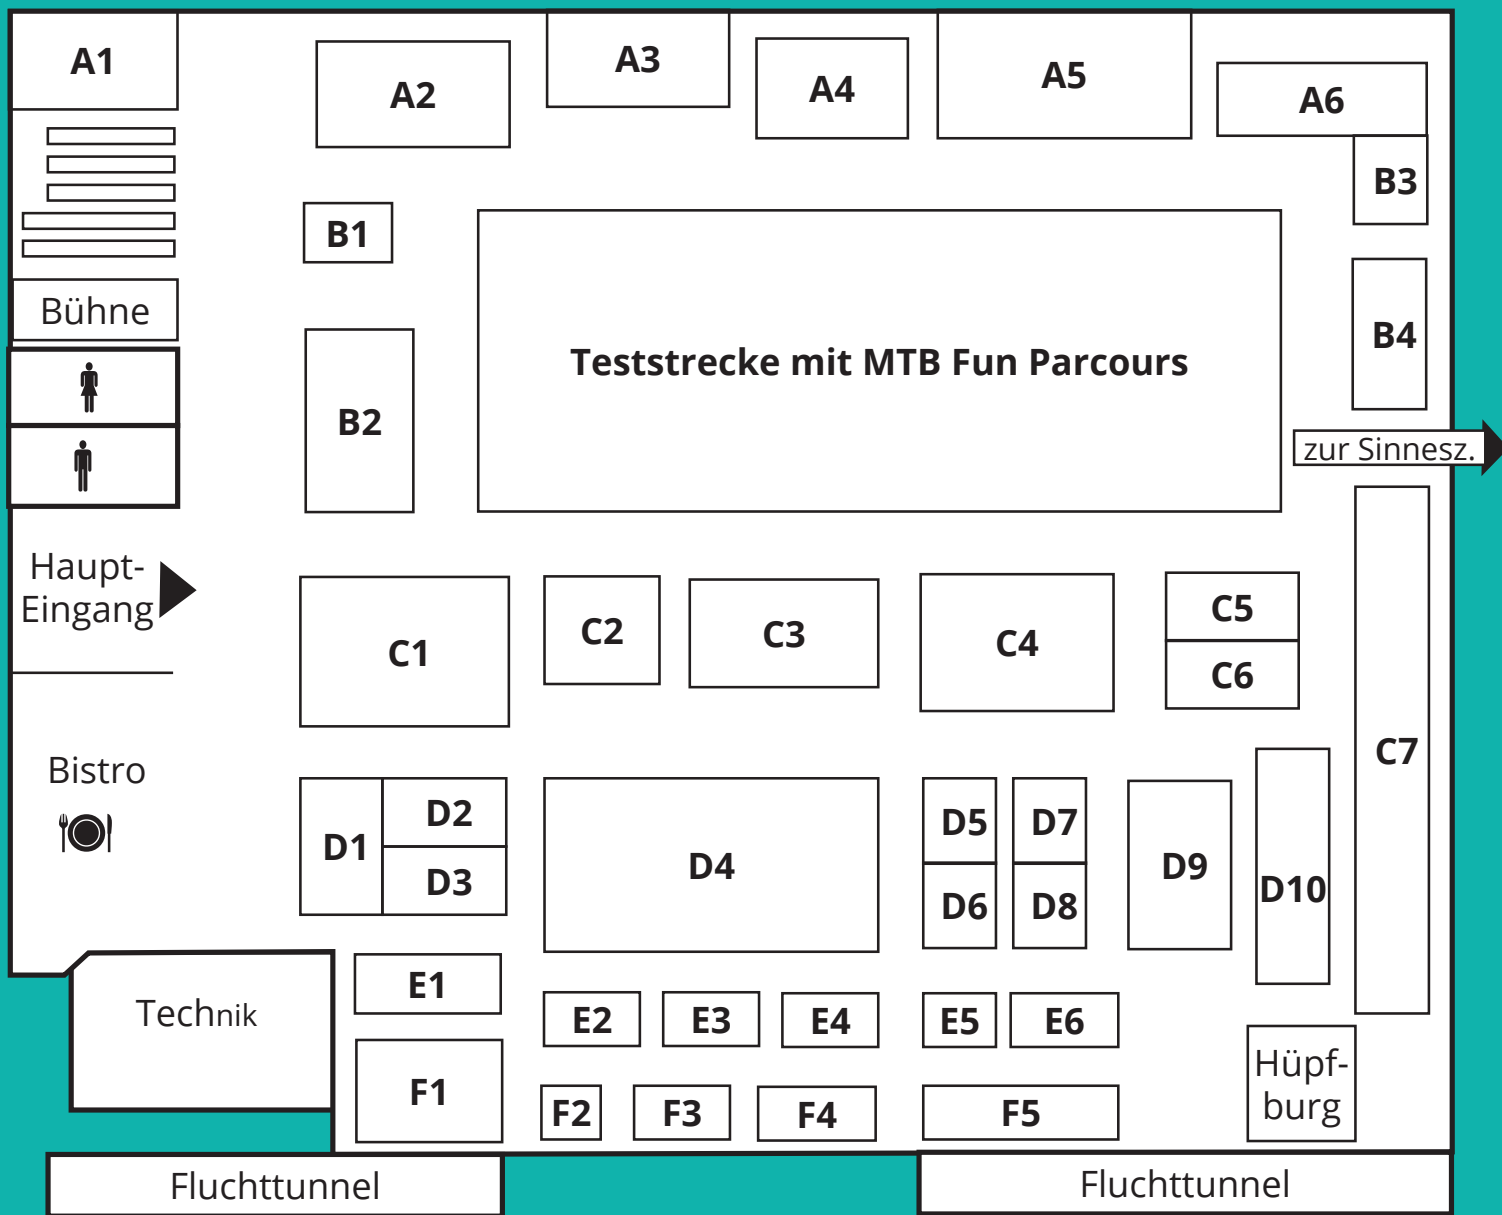 A1
A2
A3
A4
A5
A6
B3
B1
Bühne
Teststrecke mit MTB Fun Parcours
B4
B2
zur Sinnesz.
Haupt-
Eingang
C1
C2
C3
C4
C5
C6
C7
Bistro
D1
D2
D3
D4
D5
D7
D6
D8
D9
D10
Technik
E1
E2
E3
E4
E5
E6
Hüpf-
burg
F1
F2
F3
F4
F5
Fluchttunnel
Fluchttunnel